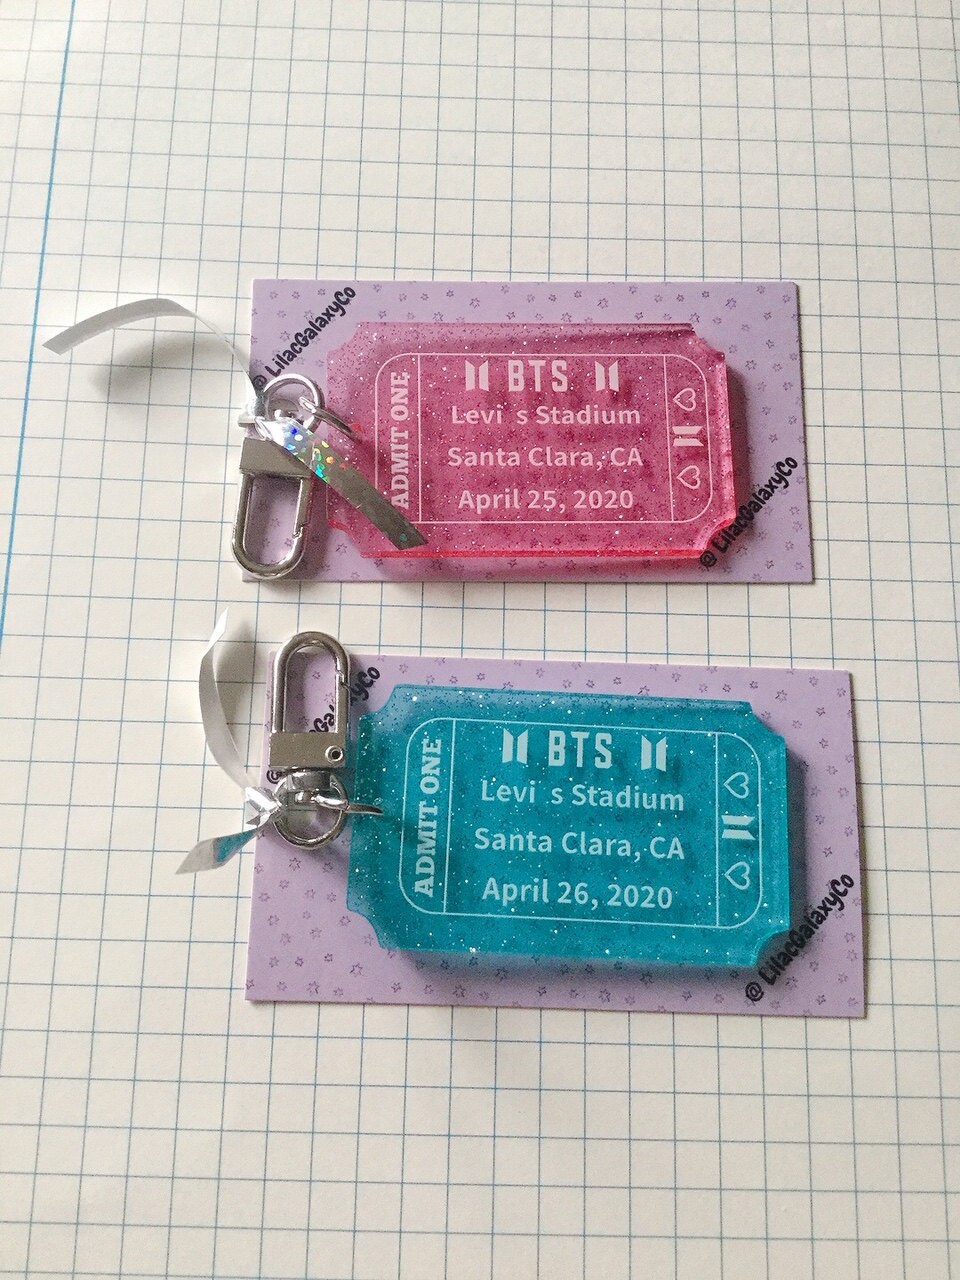 @ LilacGalaxyCo
ADMIT ONE
BTS
Levi s Stadium
Santa Clara, CA
April 25, 2020
@ LilacGalaxyCo
ADMIT ONE
BTS
Levi s Stadium
Santa Clara, CA
April 26, 2020
@ LilacGalaxyCo